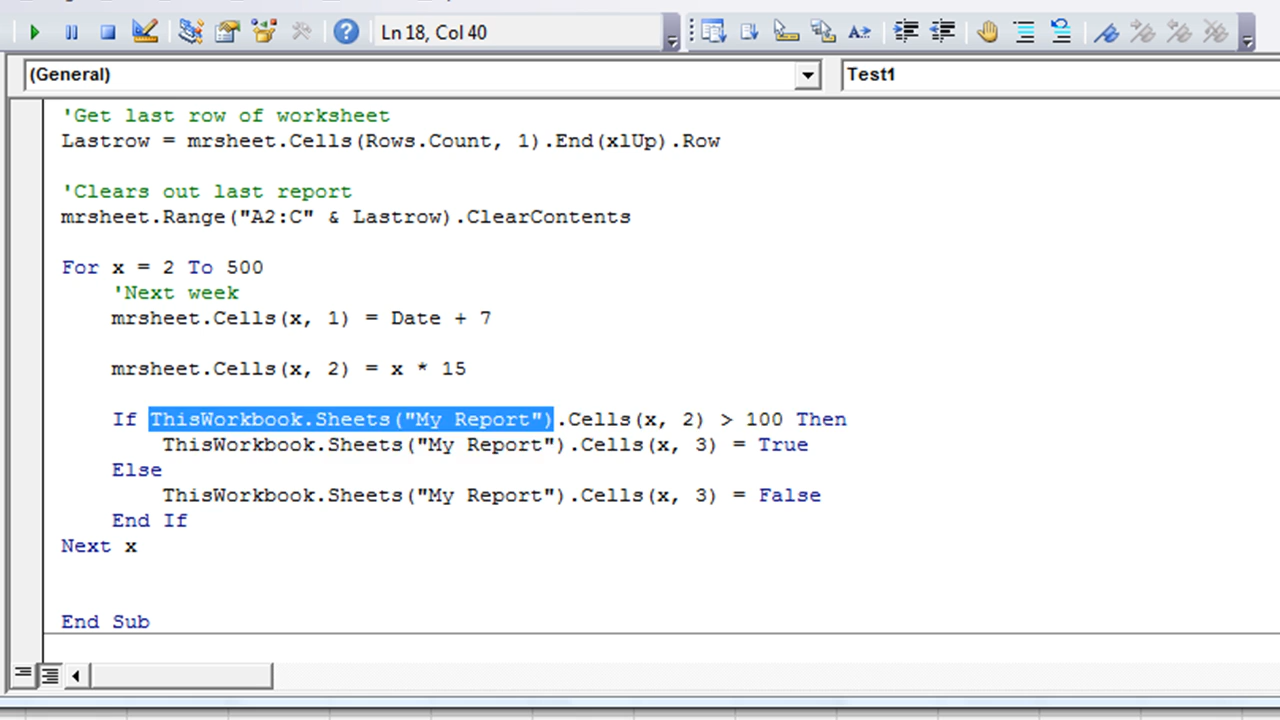 Ln 18, Col 40
(General)
Test1
'Get last row of worksheet
Lastrow = mrsheet.Cells(Rows.Count, 1).End(xlUp).Row
'Clears out last report
mrsheet.Range("A2:C" & Lastrow).ClearContents
For x = 2 To 500
'Next week
mrsheet.Cells(x, 1) = Date + 7
mrsheet.Cells(x, 2) = x * 15
If ThisWorkbook.Sheets("My Report").Cells(x, 2) > 100 Then
ThisWorkbook.Sheets("My Report").Cells(x, 3) = True
Else
ThisWorkbook.Sheets("My Report").Cells(x, 3) = False
End If
Next x
End Sub